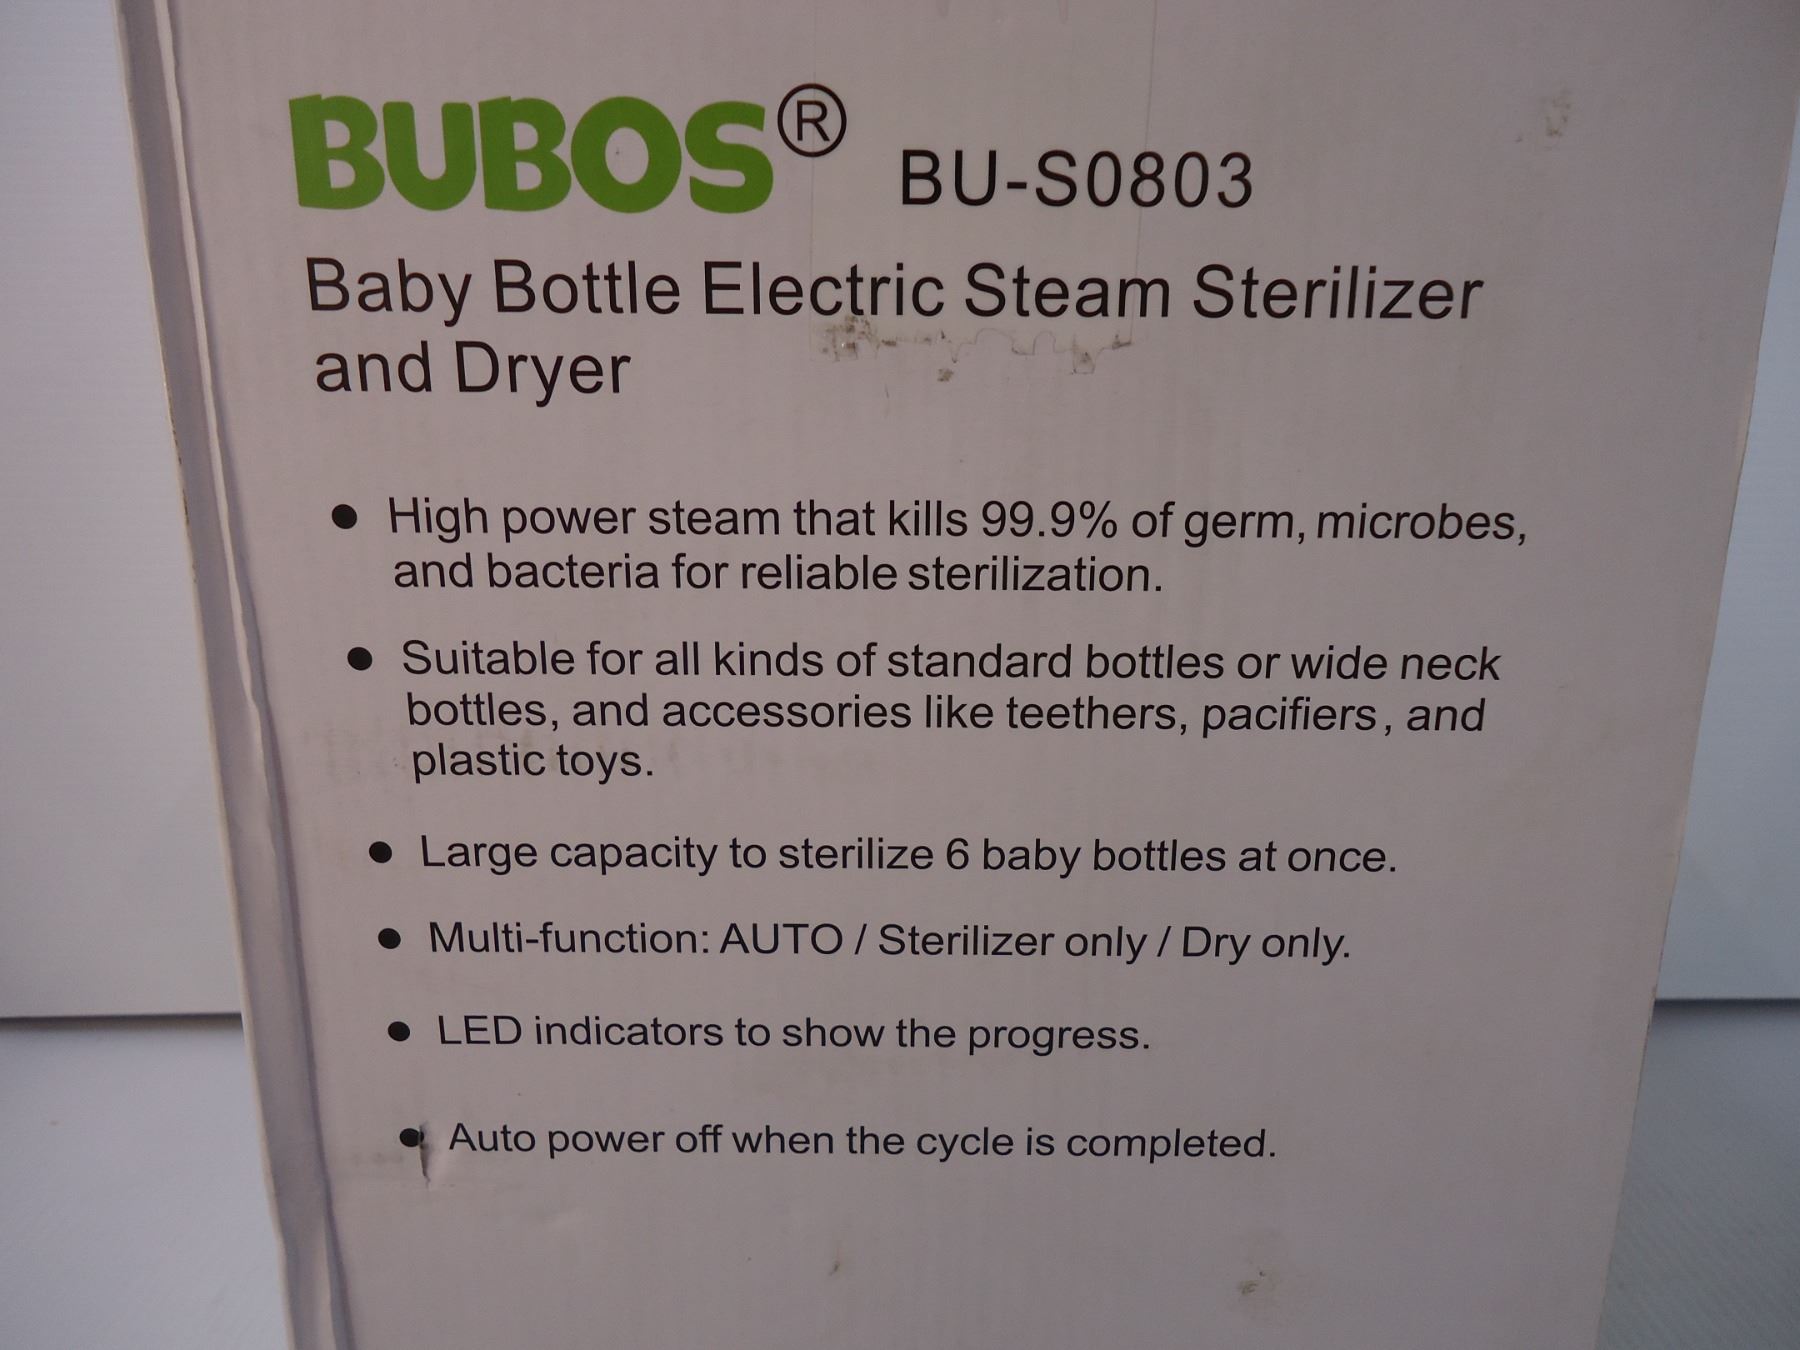 BUBOS® BU-S0803
Baby Bottle Electric Steam Sterilizer
and Dryer
● High power steam that kills 99.9% of germ, microbes,
and bacteria for reliable sterilization.
● Suitable for all kinds of standard bottles or wide neck
bottles, and accessories like teethers, pacifiers, and
plastic toys.
● Large capacity to sterilize 6 baby bottles at once.
● Multi-function: AUTO / Sterilizer only / Dry only.
● LED indicators to show the progress.
● Auto power off when the cycle is completed.